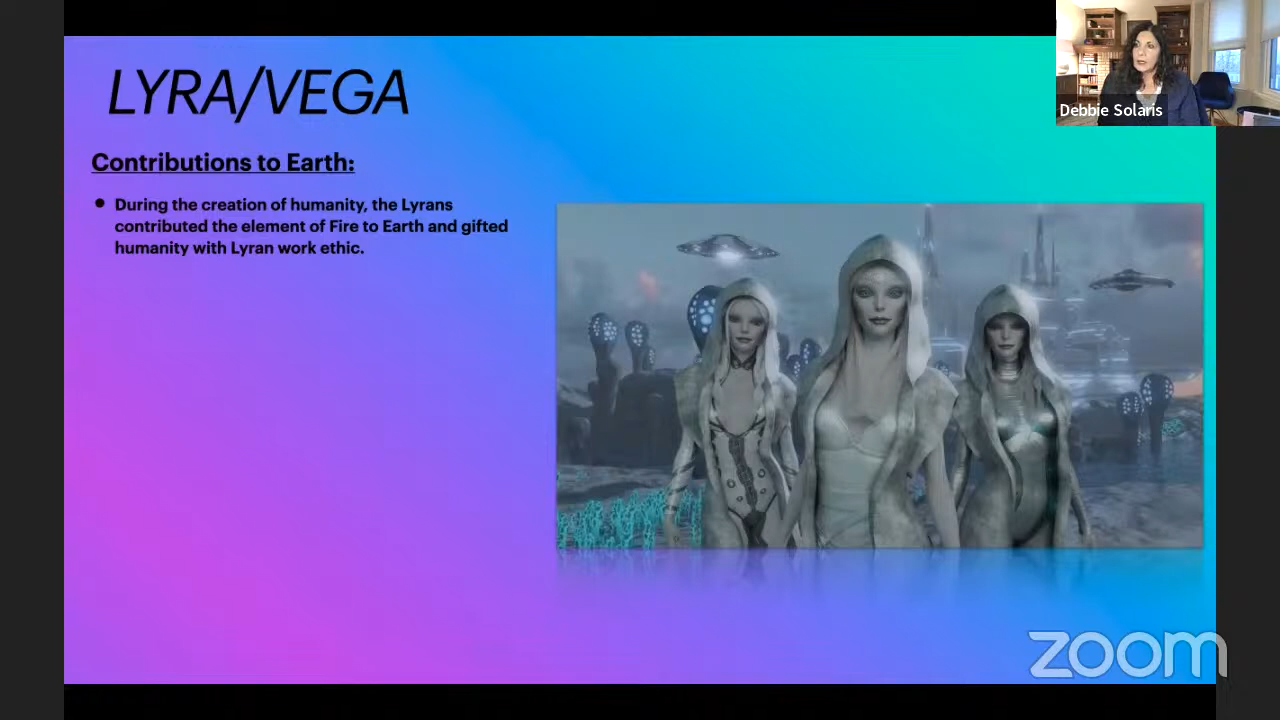 LYRA/VEGA
Debbie Solaris
Contributions to Earth:
During the creation of humanity, the Lyrans
contributed the element of Fire to Earth and gifted
humanity with Lyran work ethic.
zoom